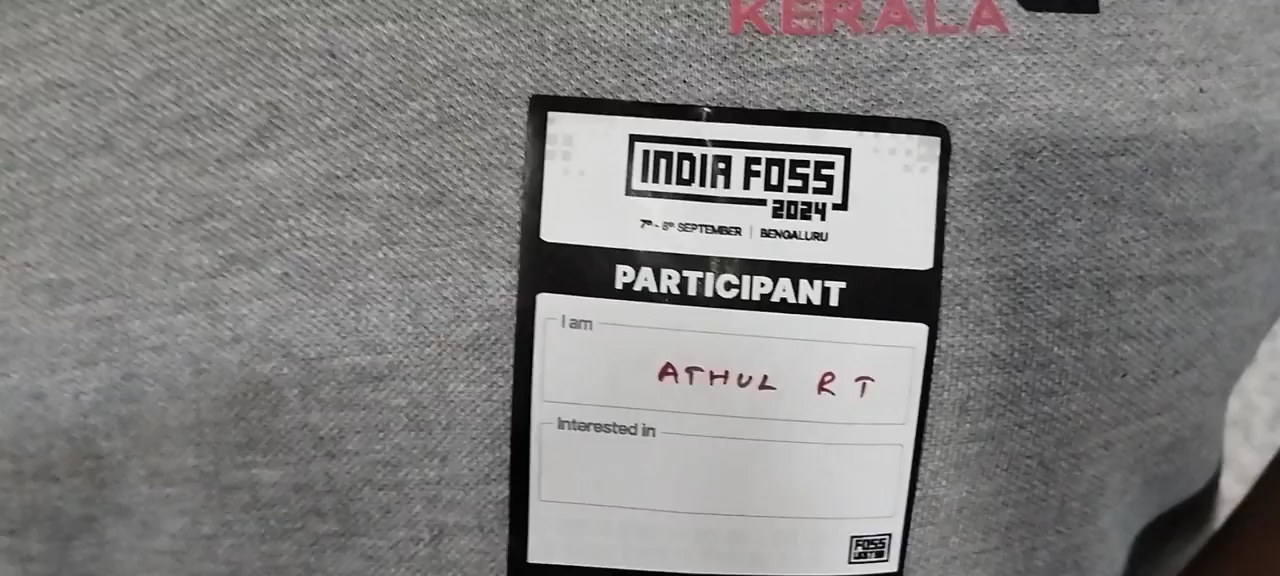 KERALA
INDIA FOSS
2024
7th - 8th SEPTEMBER | BENGALURU
PARTICIPANT
I am
ATHUL R T
Interested in
FOSS